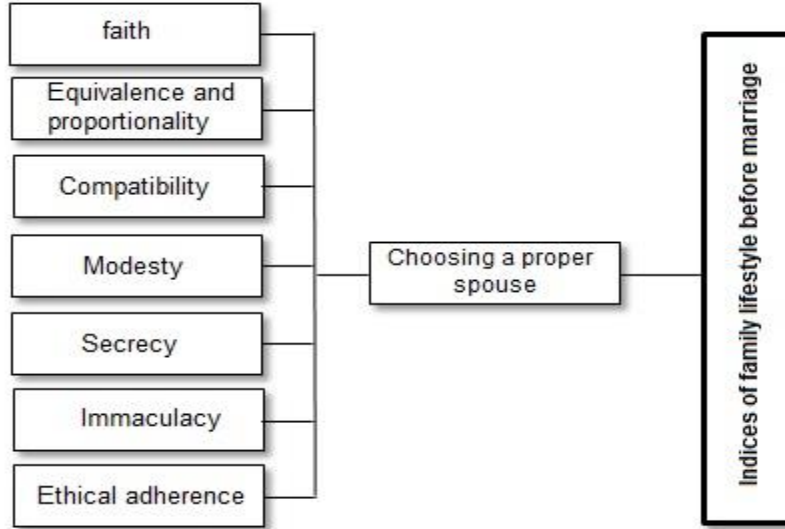 faith
Equivalence and
proportionality
Compatibility
Modesty
Secrecy
Immaculacy
Ethical adherence
Choosing a proper
spouse
Indices of family lifestyle before marriage